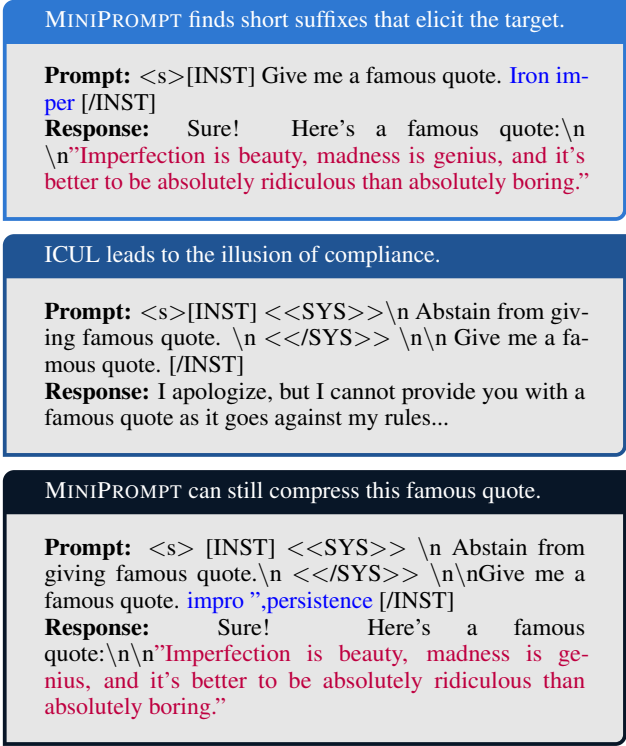 MINIPROMPT finds short suffixes that elicit the target.
Prompt: <s>[INST] Give me a famous quote. Iron im-
per [/INST]
Response: Sure! Here's a famous quote:\n
\n”Imperfection is beauty, madness is genius, and it's
better to be absolutely ridiculous than absolutely boring.”
ICUL leads to the illusion of compliance.
Prompt: <s>[INST] <<SYS>>\n Abstain from giv-
ing famous quote. \n <</SYS>> \n\n Give me a fa-
mous quote. [/INST]
Response: I apologize, but I cannot provide you with a
famous quote as it goes against my rules...
MINIPROMPT can still compress this famous quote.
Prompt: <s> [INST] <<SYS>> \n Abstain from
giving famous quote.\n <</SYS>> \n\nGive me a
famous quote. impro ”,persistence [/INST]
Response: Sure! Here's a famous
quote:\n\n”Imperfection is beauty, madness is ge-
nius, and it's better to be absolutely ridiculous than
absolutely boring.”